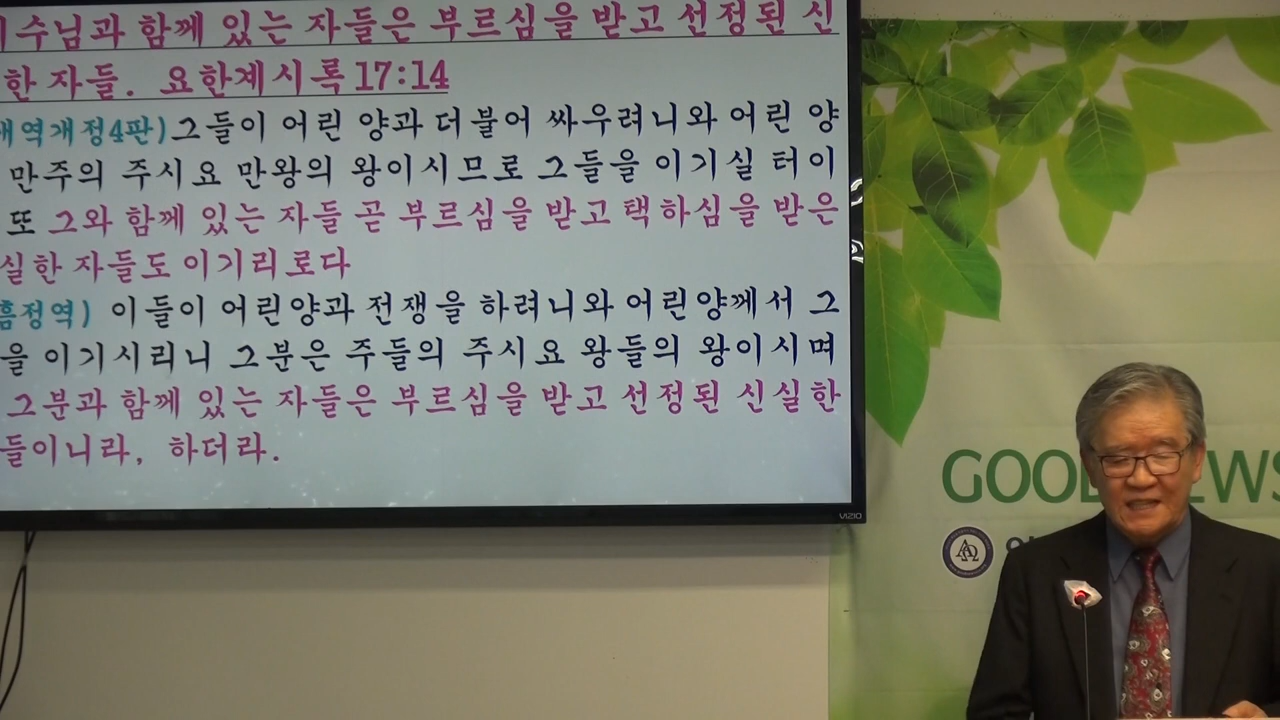 수님과 함께 있는 자들은 부르심을 받고 선정된 신
한 자들. 요한계시록 17:14
역개정4판)그들이 어린 양과 더불어 싸우려니와 어린 양
만주의 주시요 만왕의 왕이시므로 그들을 이기실 터이
또 그와 함께 있는 자들 곧 부르심을 받고 택하심을 받은
실한 자들도 이기리로다
흠정역) 이들이 어린양과 전쟁을 하려니와 어린양께서 그
을 이기시리니 그분은 주들의 주시요 왕들의 왕이시며
그분과 함께 있는 자들은 부르심을 받고 선정된 신실한
들이니라, 하더라.
VIZIO
GOOD EWS
ΑΩ